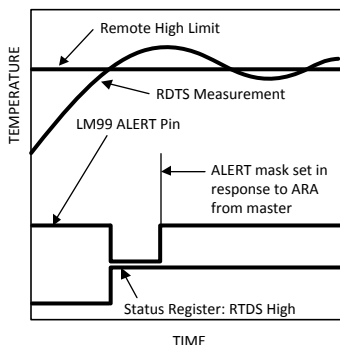 Remote High Limit
TEMPERATURE
RDTS Measurement
LM99 ALERT Pin
ALERT mask set in
response to ARA
from master
Status Register: RTDS High
TIME